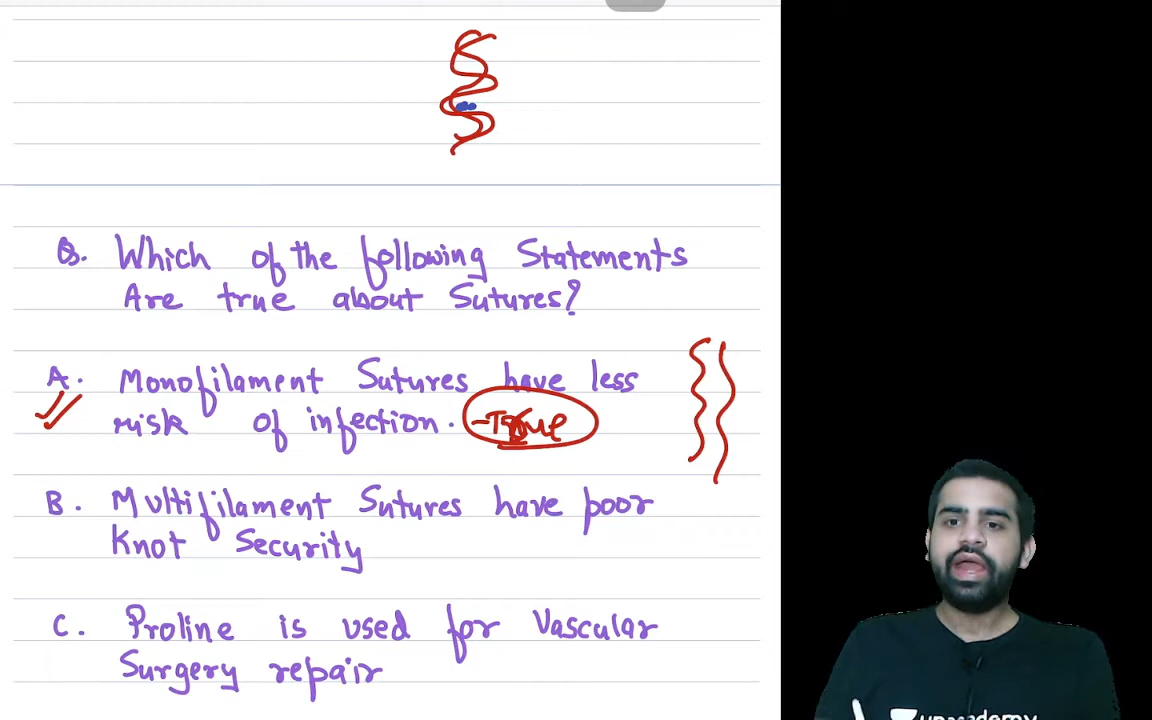 Q. Which of the following Statements
Are true about Sutures?
A. Monofilament Sutures have less
risk of infection. -True
B. Multifilament Sutures have poor
Knot Security
C. Proline is used for Vascular
Surgery repair
unacademy